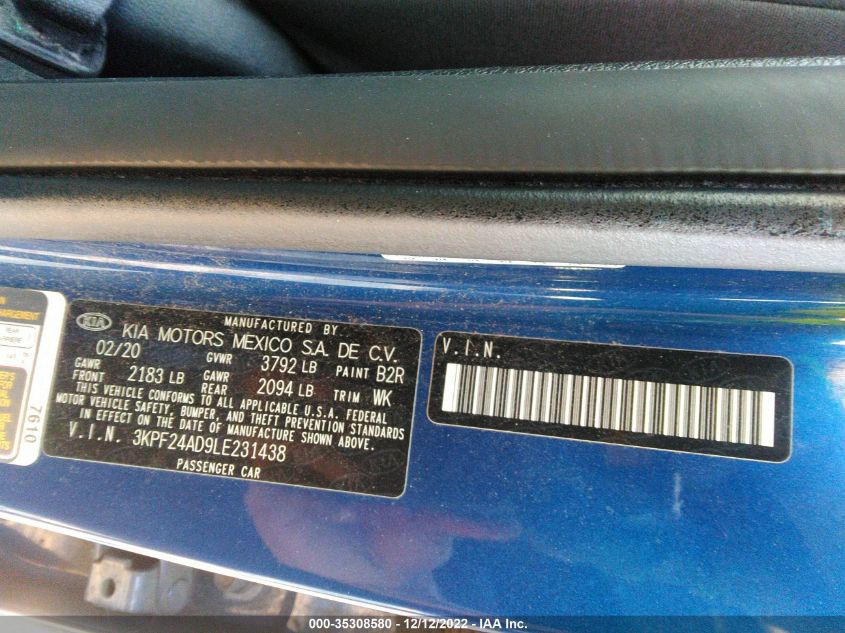 KIA
MANUFACTURED BY
KIA MOTORS MEXICO S.A. DE C.V.
02/20 GVWR 3792 LB PAINT B2R
GAWR FRONT 2183 LB GAWR REAR 2094 LB TRIM WK
THIS VEHICLE CONFORMS TO ALL APPLICABLE U.S.A. FEDERAL
MOTOR VEHICLE SAFETY, BUMPER, AND THEFT PREVENTION STANDARDS
IN EFFECT ON THE DATE OF MANUFACTURE SHOWN ABOVE.
V.I.N. 3KPF24AD9LE231438
PASSENGER CAR
V.I.N.
7610
000-35308580 - 12/12/2022 - IAA Inc.